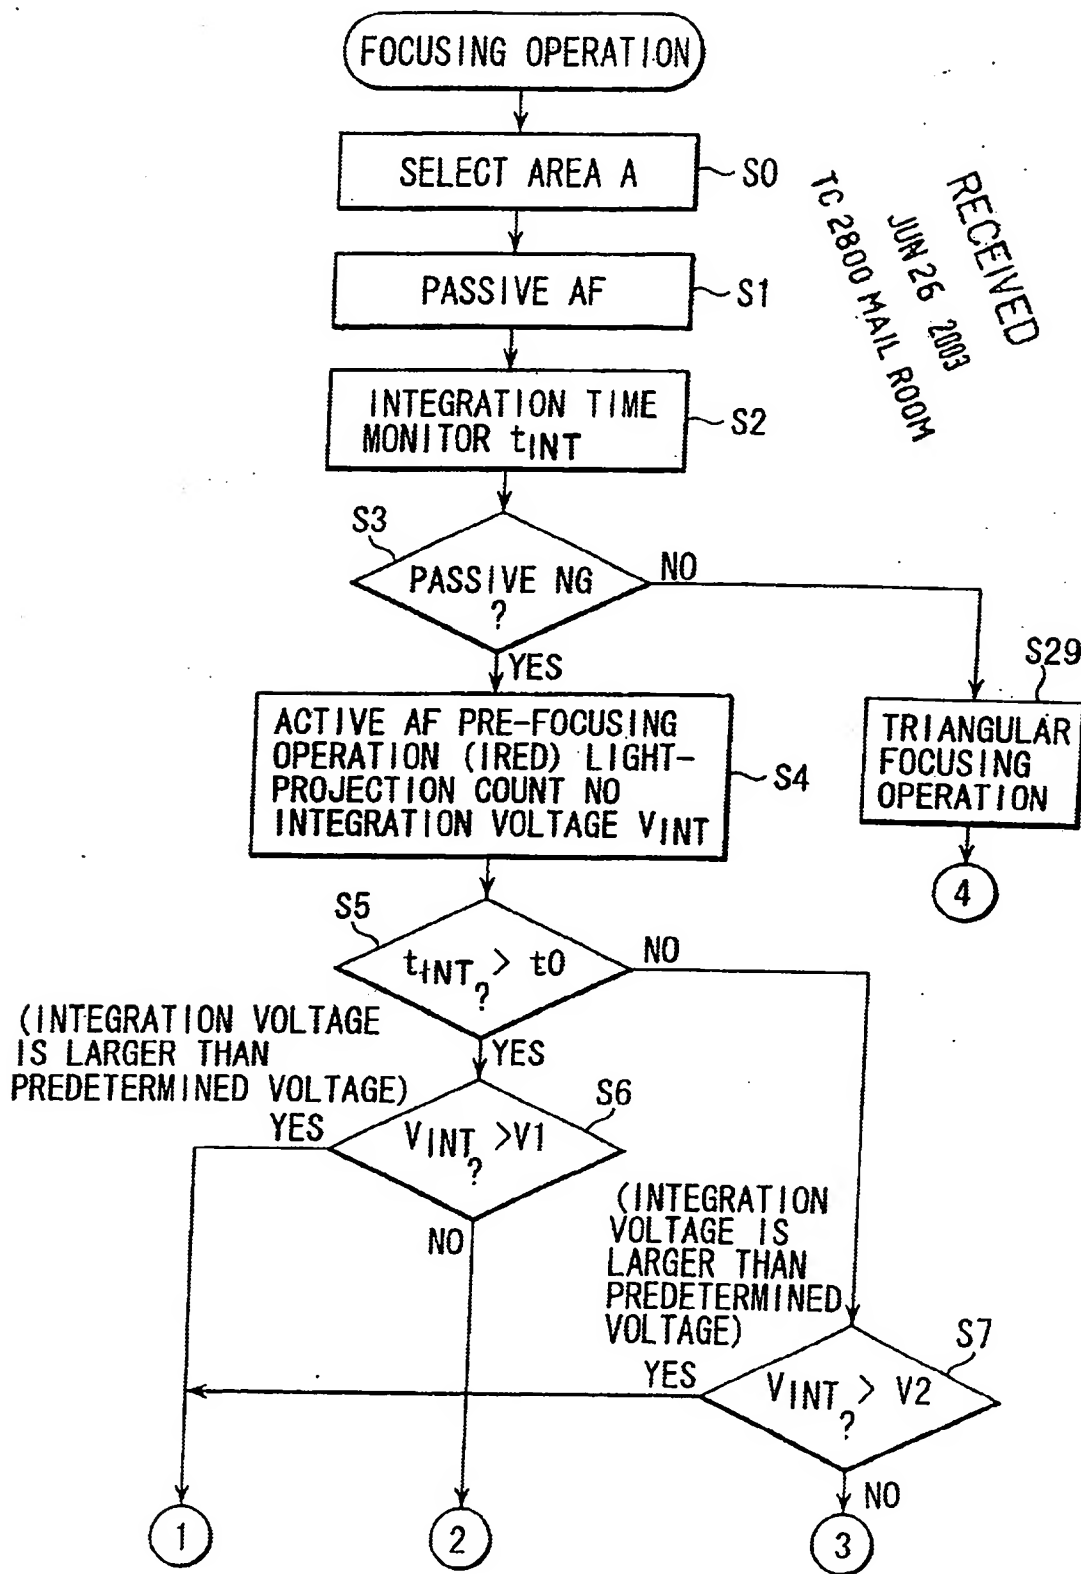 FOCUSING OPERATION
SELECT AREA A
S0
PASSIVE AF
S1
INTEGRATION TIME
MONITOR tINT
S2
RECEIVED
JUN 26 2003
TC 2800 MAIL ROOM
S3
PASSIVE NG
?
NO
YES
S29
TRIANGULAR
FOCUSING
OPERATION
4
ACTIVE AF PRE-FOCUSING
OPERATION (IRED) LIGHT-
PROJECTION COUNT NO
INTEGRATION VOLTAGE VINT
S4
S5
tINT > t0
?
NO
YES
(INTEGRATION VOLTAGE
IS LARGER THAN
PREDETERMINED VOLTAGE)
YES
S6
VINT >V1
?
NO
(INTEGRATION
VOLTAGE IS
LARGER THAN
PREDETERMINED
VOLTAGE)
YES
S7
VINT > V2
?
NO
1
2
3